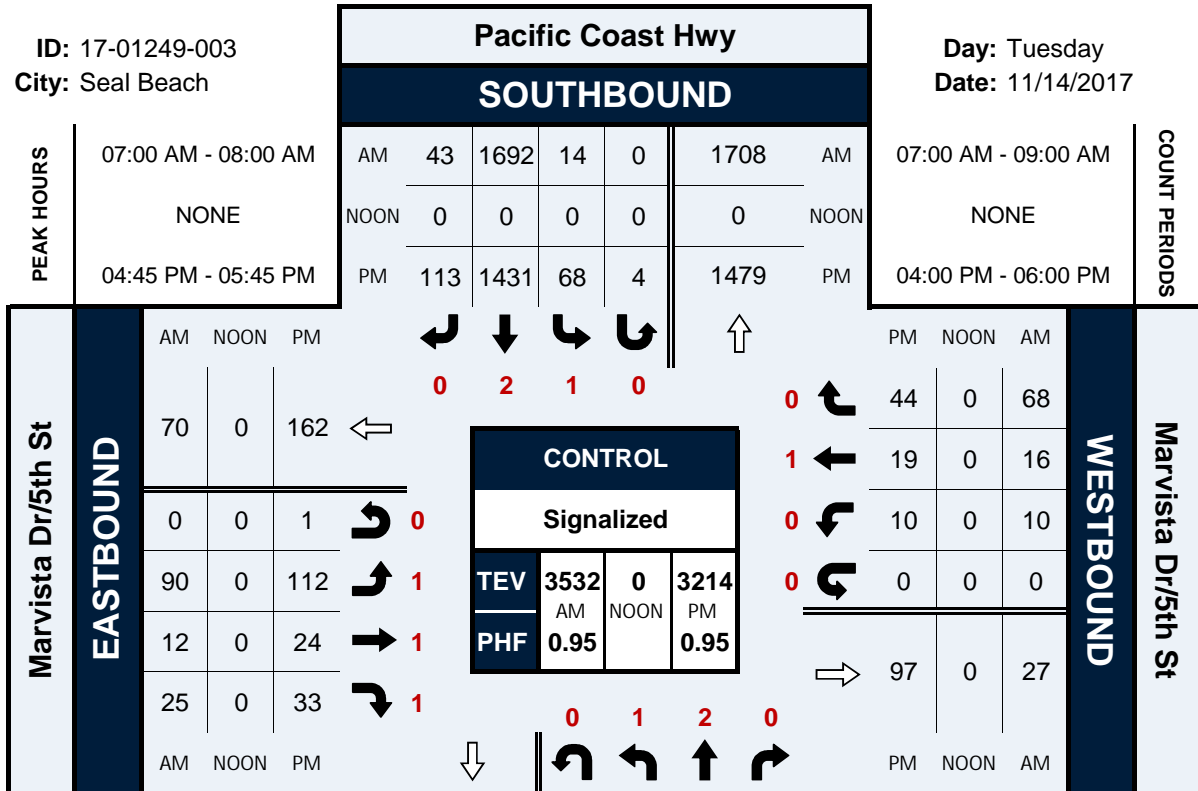 Pacific Coast Hwy
ID: 17-01249-003
Day: Tuesday
City: Seal Beach
Date: 11/14/2017
SOUTHBOUND
PEAK HOURS
07:00 AM - 08:00 AM
AM 43 1692 14 0 1708 AM
07:00 AM - 09:00 AM
COUNT PERIODS
NONE
NOON 0 0 0 0 0 NOON
NONE
04:45 PM - 05:45 PM
PM 113 1431 68 4 1479 PM
04:00 PM - 06:00 PM
Marvista Dr/5th St
EASTBOUND
AM NOON PM
70 0 162
0 0 1 0
90 0 112 1
12 0 24 1
25 0 33 1
AM NOON PM
0 2 1 0
CONTROL
Signalized
TEV 3532 0 3214
AM NOON PM
PHF 0.95 0.95
0 1 2 0
PM NOON AM
0 44 0 68
1 19 0 16
0 10 0 10
0 0 0 0
97 0 27
PM NOON AM
WESTBOUND
Marvista Dr/5th St